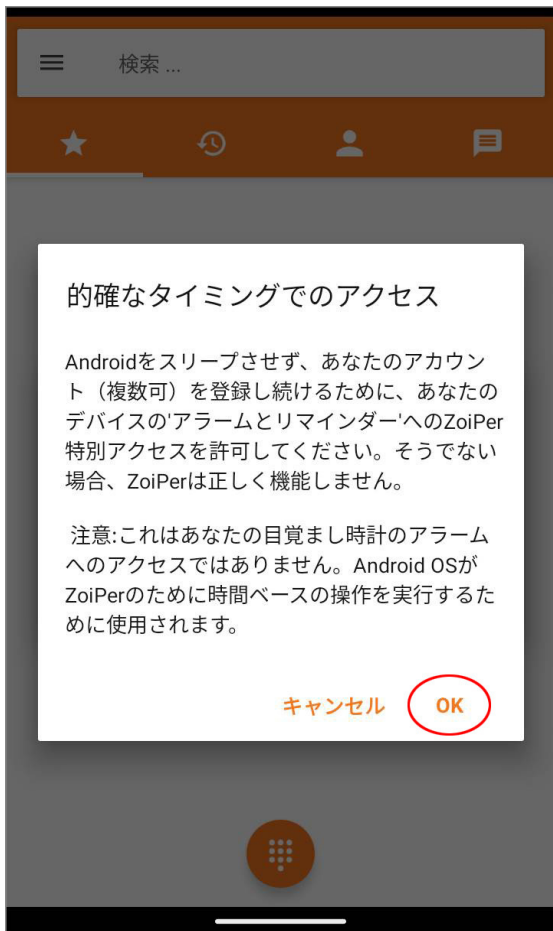 検索 ...
的確なタイミングでのアクセス
Androidをスリープさせず、あなたのアカウン
ト（複数可）を登録し続けるために、あなたの
デバイスの'アラームとリマインダー'へのZoiPer
特別アクセスを許可してください。そうでない
場合、ZoiPerは正しく機能しません。
注意:これはあなたの目覚まし時計のアラーム
へのアクセスではありません。Android OSが
ZoiPerのために時間ベースの操作を実行するた
めに使用されます。
キャンセル OK